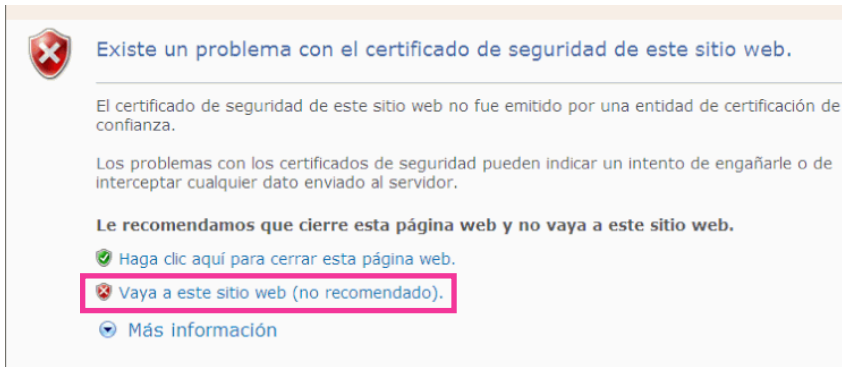 Existe un problema con el certificado de seguridad de este sitio web.
El certificado de seguridad de este sitio web no fue emitido por una entidad de certificación de
confianza.
Los problemas con los certificados de seguridad pueden indicar un intento de engañarle o de
interceptar cualquier dato enviado al servidor.
Le recomendamos que cierre esta página web y no vaya a este sitio web.
Haga clic aquí para cerrar esta página web.
Vaya a este sitio web (no recomendado).
Más información